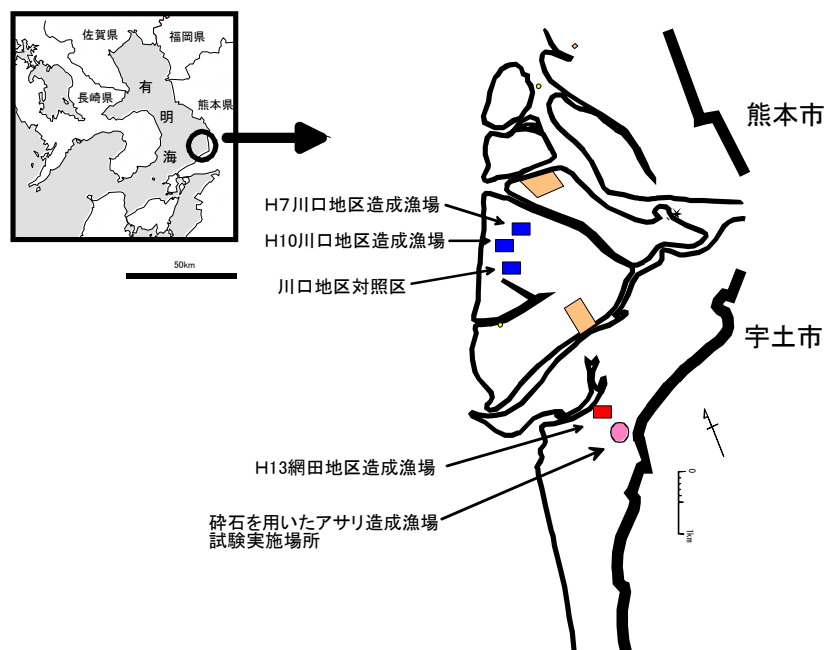 佐賀県
福岡県
有
長崎県
熊本県
明
海
50km
熊本市
H7川口地区造成漁場
H10川口地区造成漁場
川口地区対照区
宇土市
H13網田地区造成漁場
0
1km
砕石を用いたアサリ造成漁場
試験実施場所